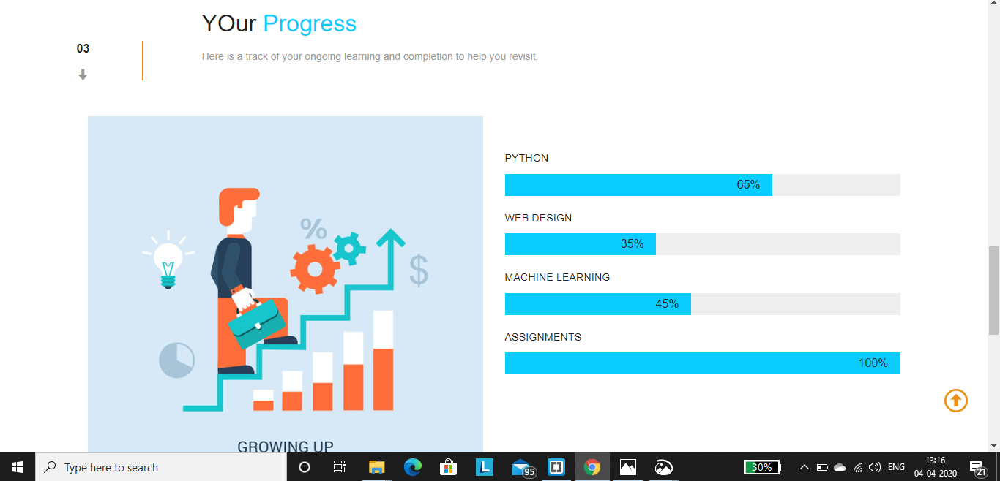 YOur Progress
03
Here is a track of your ongoing learning and completion to help you revisit.
PYTHON
65%
WEB DESIGN
35%
MACHINE LEARNING
45%
ASSIGNMENTS
100%
%
$
GROWING UP
Type here to search
L
95
30%
ENG
13:16
04-04-2020
21